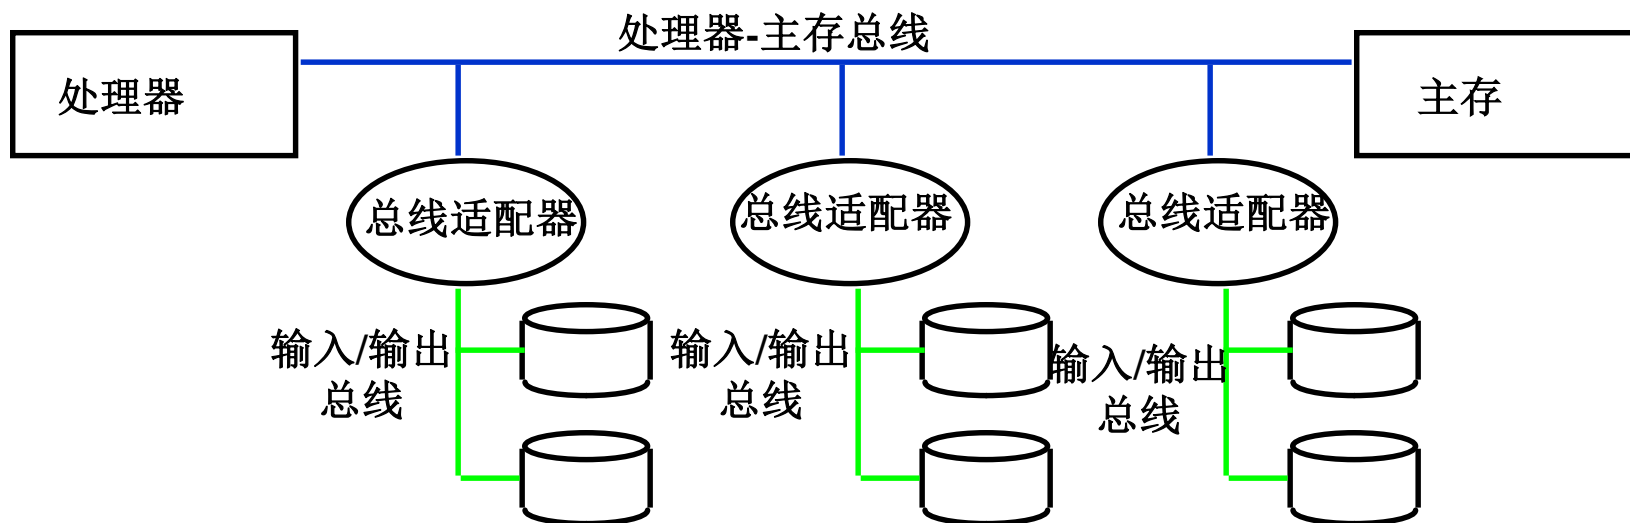 处理器-主存总线
处理器
主存
总线适配器
总线适配器
总线适配器
输入/输出
总线
输入/输出
总线
输入/输出
总线